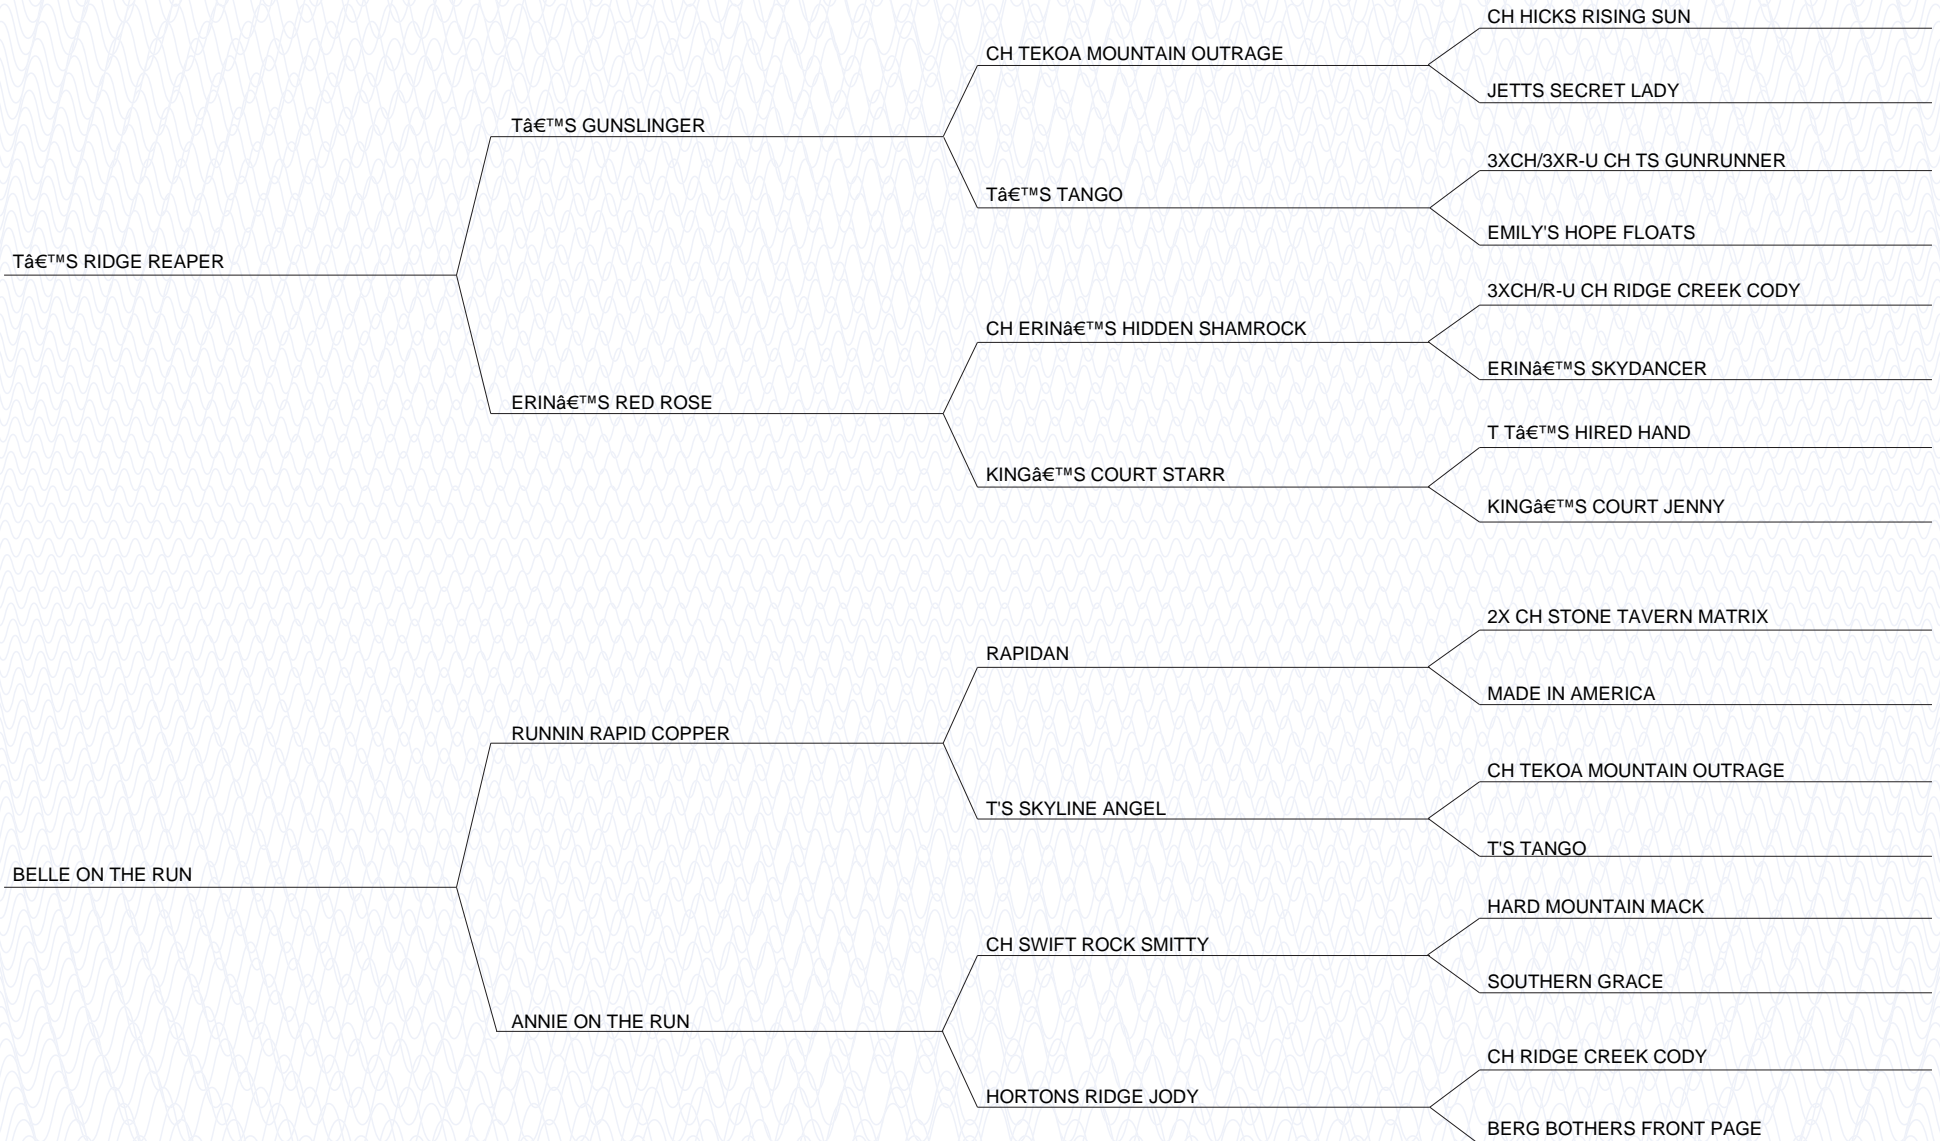 CH HICKS RISING SUN
CH TEKOA MOUNTAIN OUTRAGE
JETTS SECRET LADY
Tâ€™S GUNSLINGER
3XCH/3XR-U CH TS GUNRUNNER
Tâ€™S TANGO
EMILY'S HOPE FLOATS
Tâ€™S RIDGE REAPER
3XCH/R-U CH RIDGE CREEK CODY
CH ERINâ€™S HIDDEN SHAMROCK
ERINâ€™S SKYDANCER
ERINâ€™S RED ROSE
T Tâ€™S HIRED HAND
KINGâ€™S COURT STARR
KINGâ€™S COURT JENNY
2X CH STONE TAVERN MATRIX
RAPIDAN
MADE IN AMERICA
RUNNIN RAPID COPPER
CH TEKOA MOUNTAIN OUTRAGE
T'S SKYLINE ANGEL
T'S TANGO
BELLE ON THE RUN
HARD MOUNTAIN MACK
CH SWIFT ROCK SMITTY
SOUTHERN GRACE
ANNIE ON THE RUN
CH RIDGE CREEK CODY
HORTONS RIDGE JODY
BERG BOTHERS FRONT PAGE